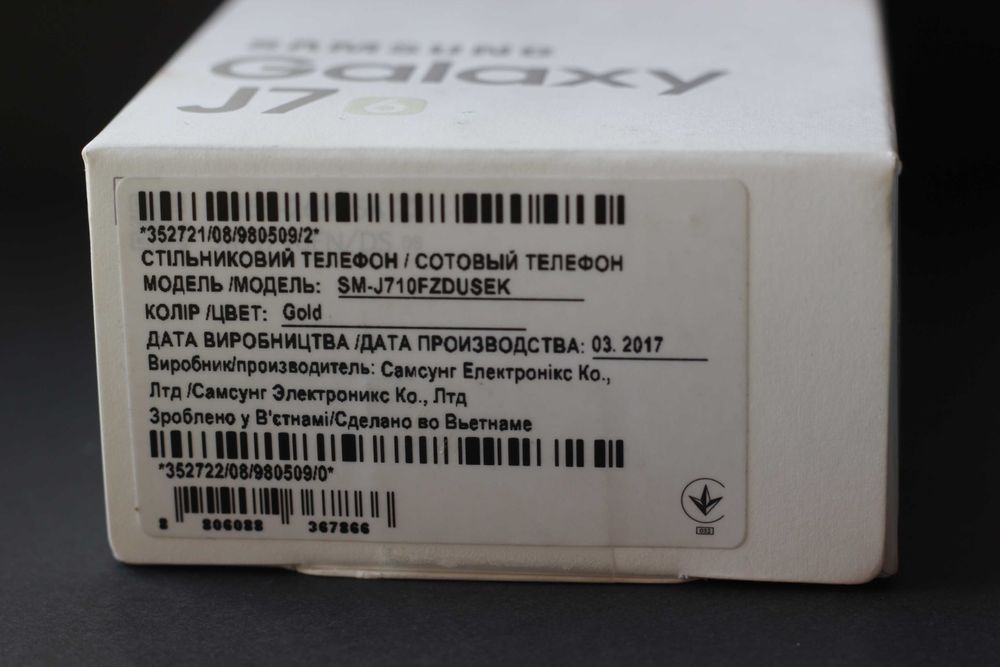 SAMSUNG
Galaxy
J7 6
*352721/08/980509/2*
СТІЛЬНИКОВИЙ ТЕЛЕФОН / СОТОВЫЙ ТЕЛЕФОН
МОДЕЛЬ /МОДЕЛЬ: SM-J710FZDUSEK
КОЛІР /ЦВЕТ: Gold
ДАТА ВИРОБНИЦТВА /ДАТА ПРОИЗВОДСТВА: 03. 2017
Виробник/производитель: Самсунг Електронікс Ко.,
Лтд /Самсунг Электроникс Ко., Лтд
Зроблено у В'єтнамі/Сделано во Вьетнаме
*352722/08/980509/0*
8 806088 367866
032